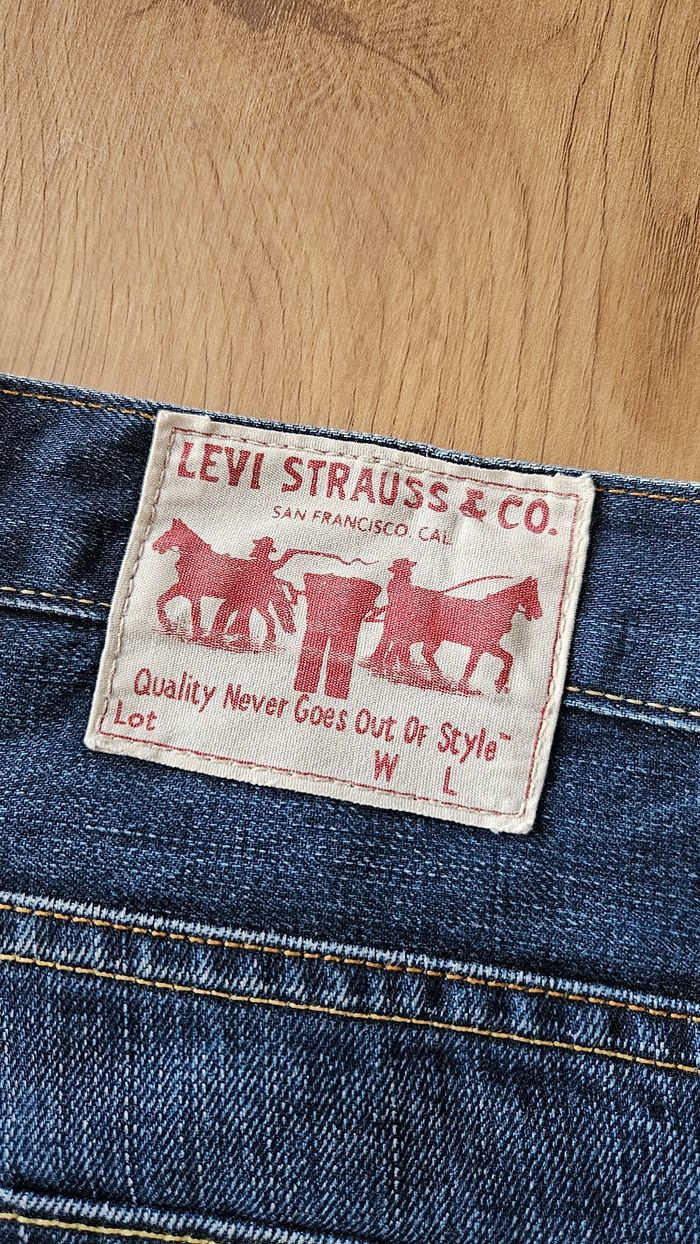 LEVI STRAUSS & CO.
SAN FRANCISCO, CAL.
Quality Never Goes Out Of Style™
Lot
W L